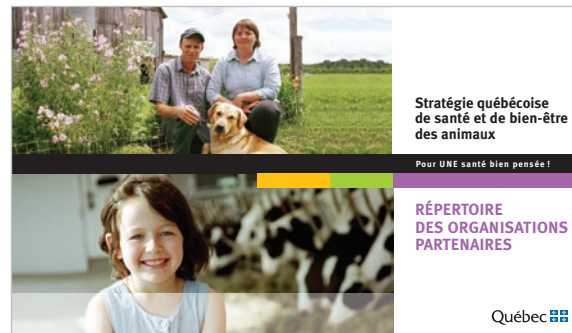 Stratégie québécoise
de santé et de bien-être
des animaux
Pour UNE santé bien pensée!
RÉPERTOIRE
DES ORGANISATIONS
PARTENAIRES
Québec